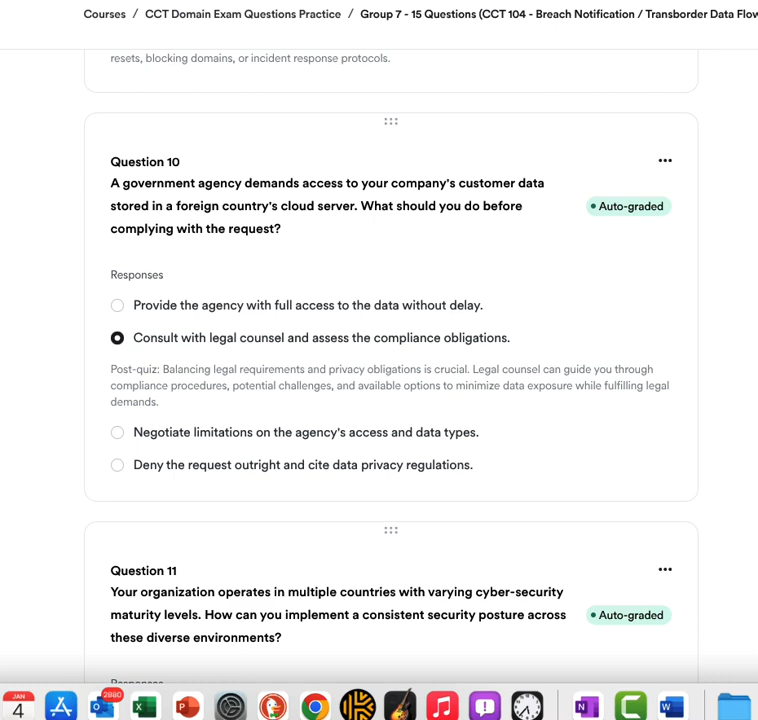 Courses / CCT Domain Exam Questions Practice / Group 7 - 15 Questions (CCT 104 - Breach Notification / Transborder Data Flow
resets, blocking domains, or incident response protocols.
Question 10
A government agency demands access to your company's customer data
stored in a foreign country's cloud server. What should you do before
complying with the request?
Auto-graded
Responses
Provide the agency with full access to the data without delay.
Consult with legal counsel and assess the compliance obligations.
Post-quiz: Balancing legal requirements and privacy obligations is crucial. Legal counsel can guide you through
compliance procedures, potential challenges, and available options to minimize data exposure while fulfilling legal
demands.
Negotiate limitations on the agency's access and data types.
Deny the request outright and cite data privacy regulations.
Question 11
Your organization operates in multiple countries with varying cyber-security
maturity levels. How can you implement a consistent security posture across
these diverse environments?
Auto-graded
Responses
JAN
4
2880